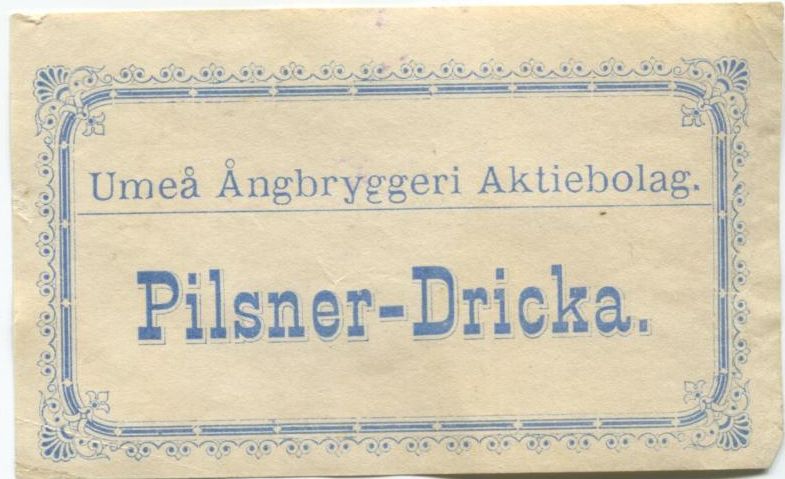 Umeå Ångbryggeri Aktiebolag.
Pilsner-Dricka.